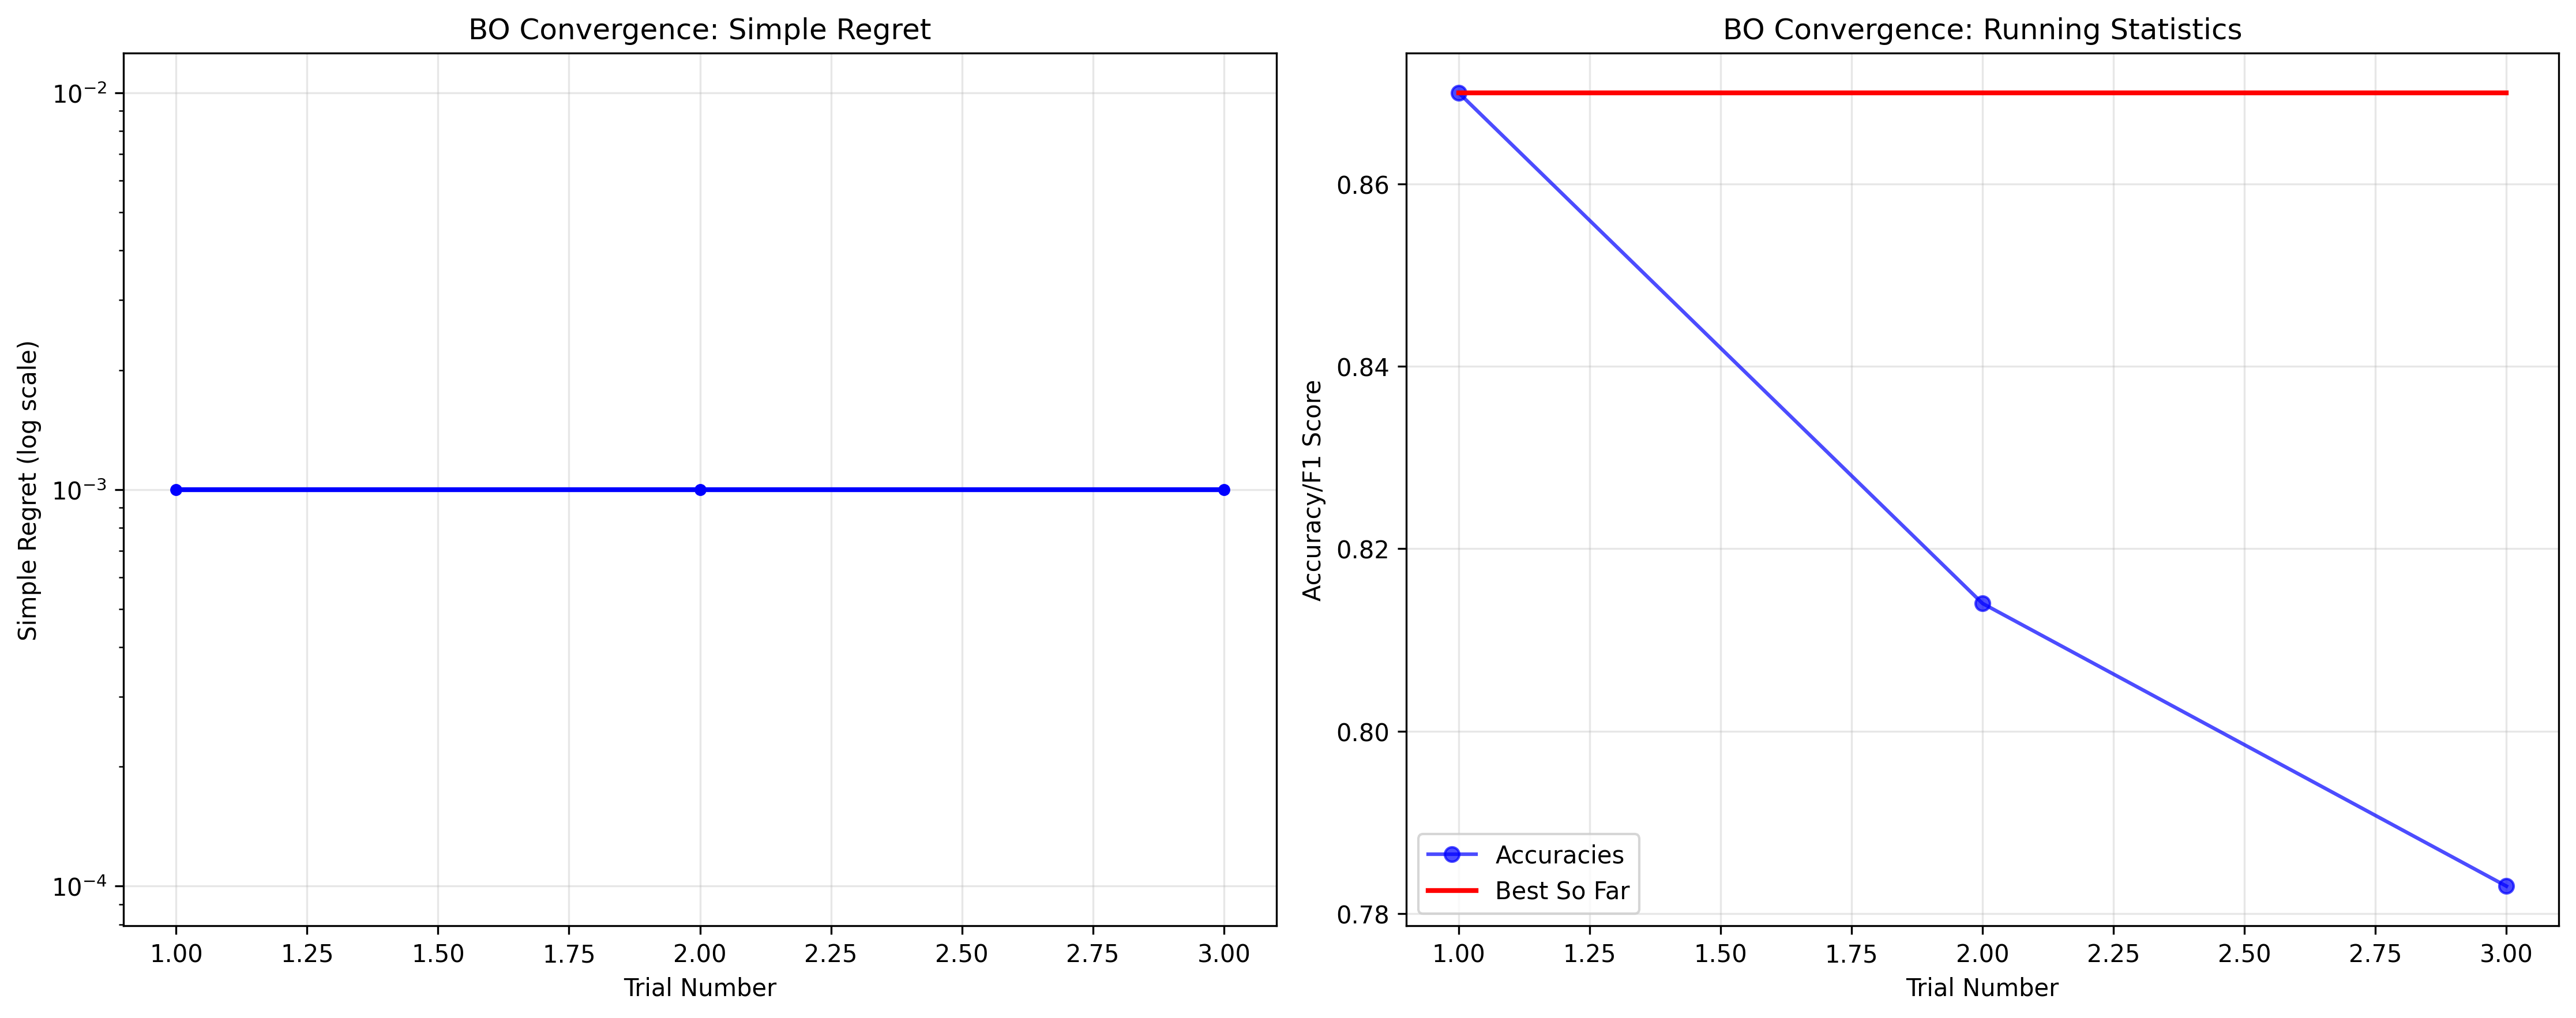 BO Convergence: Simple Regret
Simple Regret (log scale)
10⁻²
10⁻³
10⁻⁴
1.00 1.25 1.50 1.75 2.00 2.25 2.50 2.75 3.00
Trial Number
BO Convergence: Running Statistics
Accuracy/F1 Score
0.86
0.84
0.82
0.80
0.78
Accuracies
Best So Far
1.00 1.25 1.50 1.75 2.00 2.25 2.50 2.75 3.00
Trial Number